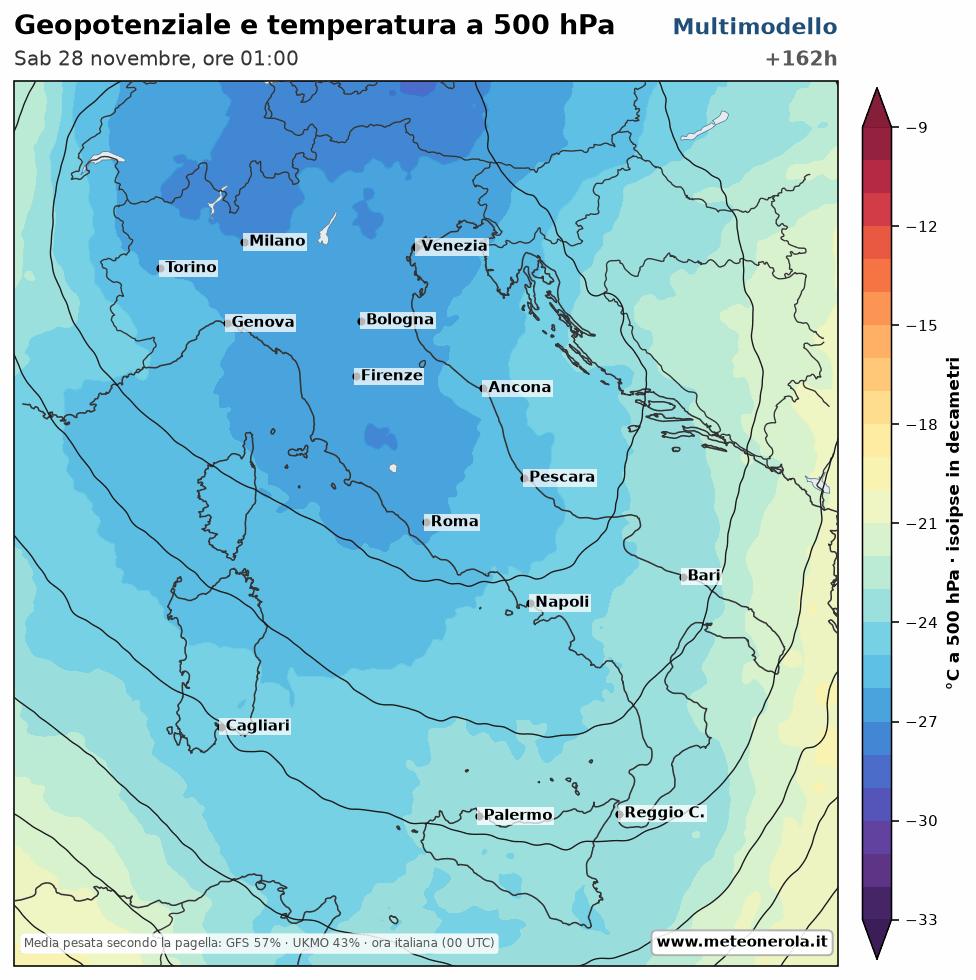 Geopotenziale e temperatura a 500 hPa
Multimodello
Sab 28 novembre, ore 01:00
+162h
Milano
Venezia
Torino
Genova
Bologna
Firenze
Ancona
Pescara
Roma
Bari
Napoli
Cagliari
Palermo
Reggio C.
−9
−12
−15
−18
−21
−24
−27
−30
−33
°C a 500 hPa · isoipse in decametri
Media pesata secondo la pagella: GFS 57% · UKMO 43% · ora italiana (00 UTC)
www.meteonerola.it